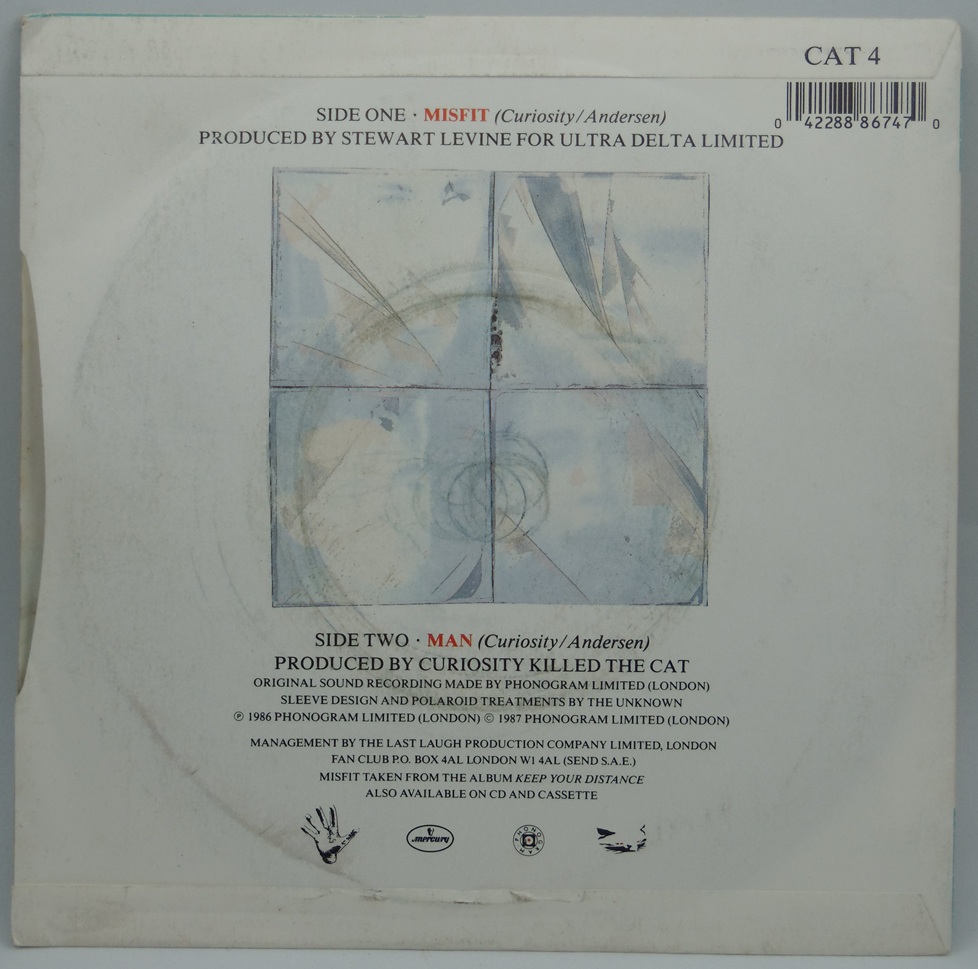 CAT 4
0 42288 86747 0
SIDE ONE · MISFIT (Curiosity/Andersen)
PRODUCED BY STEWART LEVINE FOR ULTRA DELTA LIMITED
SIDE TWO · MAN (Curiosity/Andersen)
PRODUCED BY CURIOSITY KILLED THE CAT
ORIGINAL SOUND RECORDING MADE BY PHONOGRAM LIMITED (LONDON)
SLEEVE DESIGN AND POLAROID TREATMENTS BY THE UNKNOWN
℗ 1986 PHONOGRAM LIMITED (LONDON) © 1987 PHONOGRAM LIMITED (LONDON)
MANAGEMENT BY THE LAST LAUGH PRODUCTION COMPANY LIMITED, LONDON
FAN CLUB P.O. BOX 4AL LONDON W1 4AL (SEND S.A.E.)
MISFIT TAKEN FROM THE ALBUM KEEP YOUR DISTANCE
ALSO AVAILABLE ON CD AND CASSETTE
mercury
PHONOGRAM